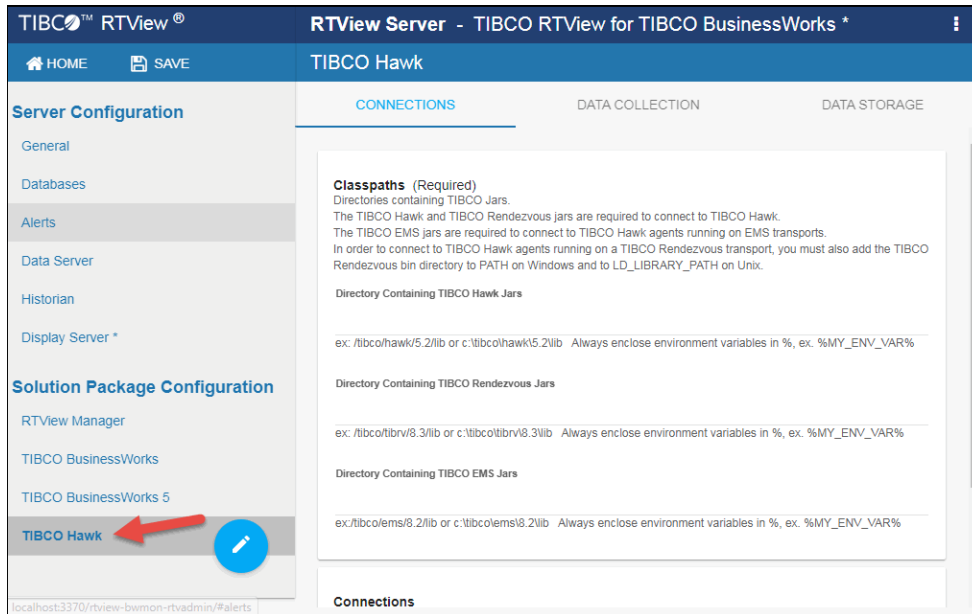 TIBCO™ RTView ®
RTView Server - TIBCO RTView for TIBCO BusinessWorks *
HOME
SAVE
TIBCO Hawk
Server Configuration
General
Databases
Alerts
Data Server
Historian
Display Server *
Solution Package Configuration
RTView Manager
TIBCO BusinessWorks
TIBCO BusinessWorks 5
TIBCO Hawk
localhost:3370/rtview-bwmon-rtvadmin/#alerts
CONNECTIONS
DATA COLLECTION
DATA STORAGE
Classpaths (Required)
Directories containing TIBCO Jars.
The TIBCO Hawk and TIBCO Rendezvous jars are required to connect to TIBCO Hawk.
The TIBCO EMS jars are required to connect to TIBCO Hawk agents running on EMS transports.
In order to connect to TIBCO Hawk agents running on a TIBCO Rendezvous transport, you must also add the TIBCO
Rendezvous bin directory to PATH on Windows and to LD_LIBRARY_PATH on Unix.
Directory Containing TIBCO Hawk Jars
ex: /tibco/hawk/5.2/lib or c:\tibco\hawk\5.2\lib Always enclose environment variables in %, ex. %MY_ENV_VAR%
Directory Containing TIBCO Rendezvous Jars
ex: /tibco/tibrv/8.3/lib or c:\tibco\tibrv\8.3\lib Always enclose environment variables in %, ex. %MY_ENV_VAR%
Directory Containing TIBCO EMS Jars
ex:/tibco/ems/8.2/lib or c:\tibco\ems\8.2\lib Always enclose environment variables in %, ex. %MY_ENV_VAR%
Connections